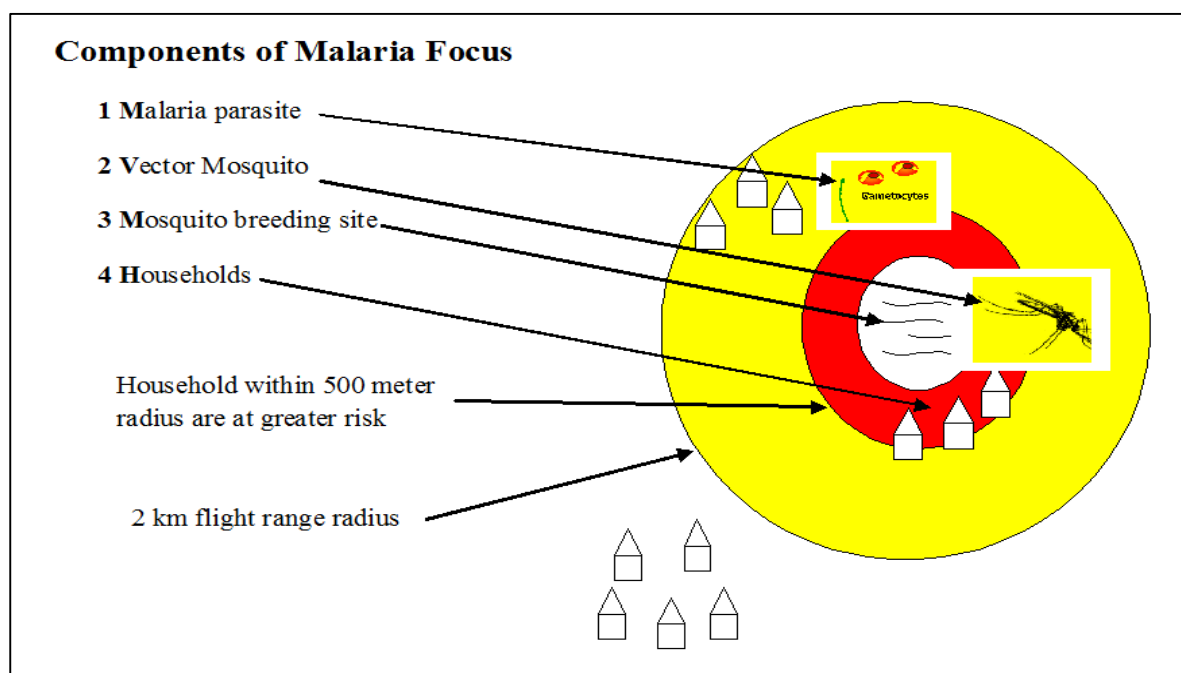 Components of Malaria Focus
1 Malaria parasite
2 Vector Mosquito
3 Mosquito breeding site
4 Households
Household within 500 meter
radius are at greater risk
2 km flight range radius
Gametocytes